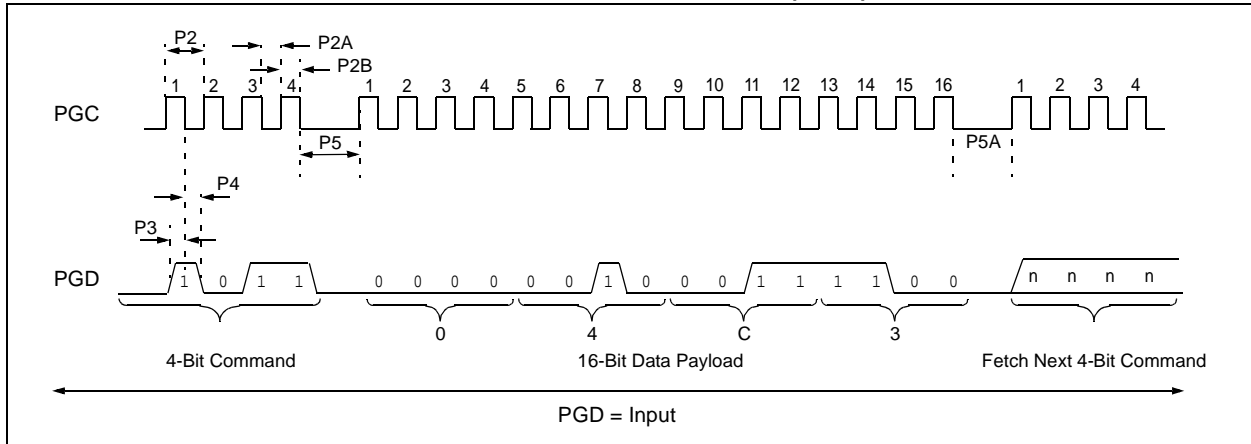 P2
P2A
P2B
1 2 3 4 1 2 3 4 5 6 7 8 9 10 11 12 13 14 15 16 1 2 3 4
PGC
P5
P5A
P4
P3
PGD
1 0 1 1 0 0 0 0 0 0 1 0 0 0 1 1 1 1 0 0 n n n n
0 4 C 3
4-Bit Command 16-Bit Data Payload Fetch Next 4-Bit Command
PGD = Input